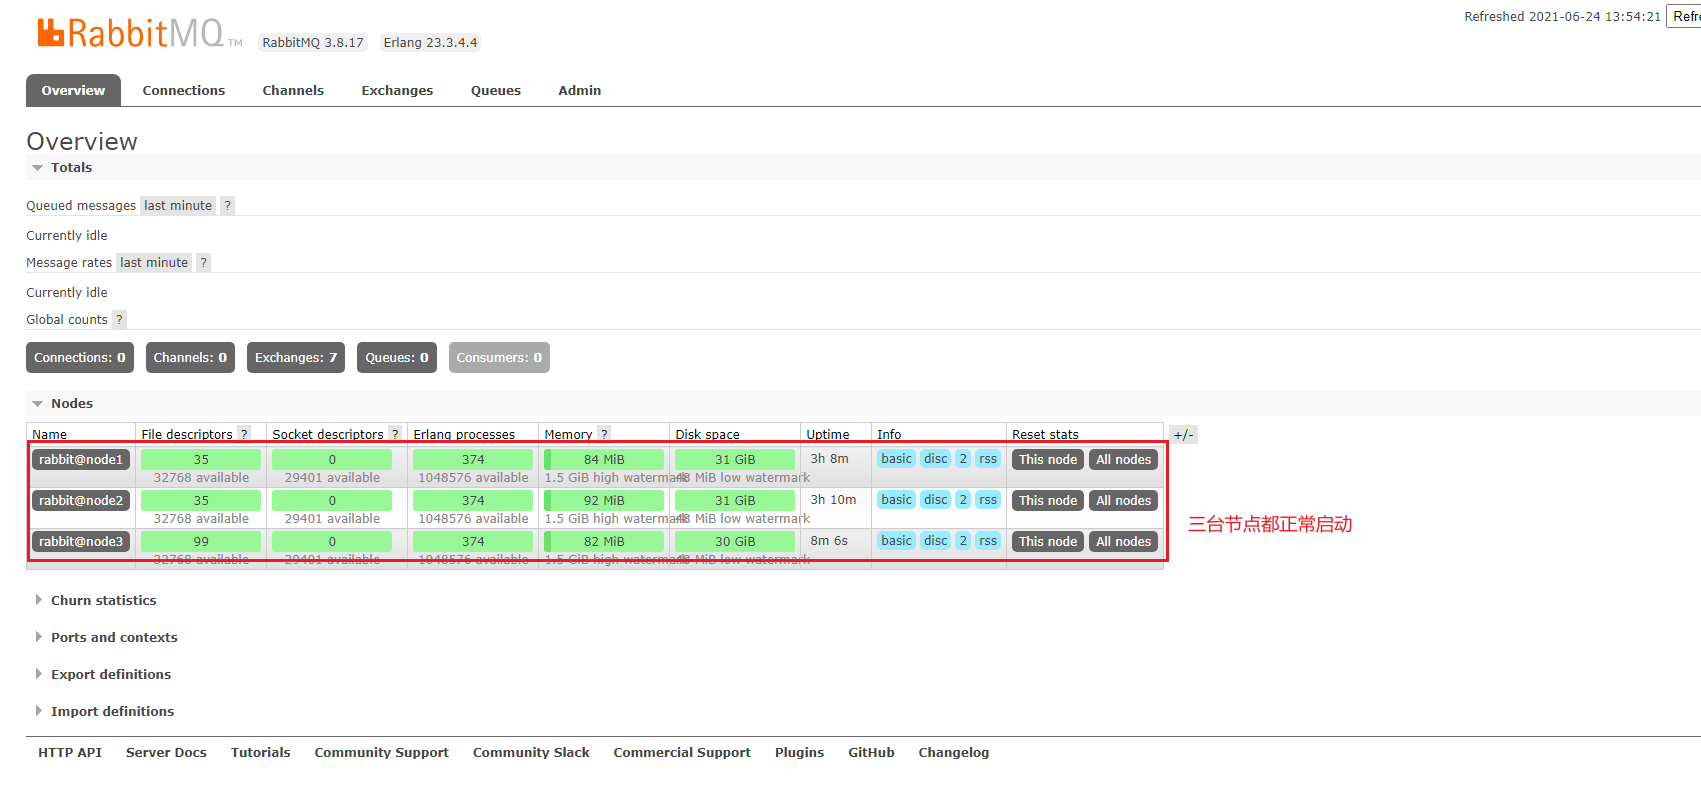 Refreshed 2021-06-24 13:54:21 Refre
RabbitMQ TM RabbitMQ 3.8.17 Erlang 23.3.4.4
Overview Connections Channels Exchanges Queues Admin
Overview
Totals
Queued messages last minute ?
Currently idle
Message rates last minute ?
Currently idle
Global counts ?
Connections: 0 Channels: 0 Exchanges: 7 Queues: 0 Consumers: 0
Nodes
Name File descriptors ? Socket descriptors ? Erlang processes Memory ? Disk space Uptime Info Reset stats +/-
rabbit@node1 35 0 374 84 MiB 31 GiB 3h 8m basic disc 2 rss This node All nodes
32768 available 29401 available 1048576 available 1.5 GiB high watermark 48 MiB low watermark
rabbit@node2 35 0 374 92 MiB 31 GiB 3h 10m basic disc 2 rss This node All nodes
32768 available 29401 available 1048576 available 1.5 GiB high watermark 48 MiB low watermark
三台节点都正常启动
rabbit@node3 99 0 374 82 MiB 30 GiB 8m 6s basic disc 2 rss This node All nodes
32768 available 29401 available 1048576 available 1.5 GiB high watermark 48 MiB low watermark
Churn statistics
Ports and contexts
Export definitions
Import definitions
HTTP API Server Docs Tutorials Community Support Community Slack Commercial Support Plugins GitHub Changelog